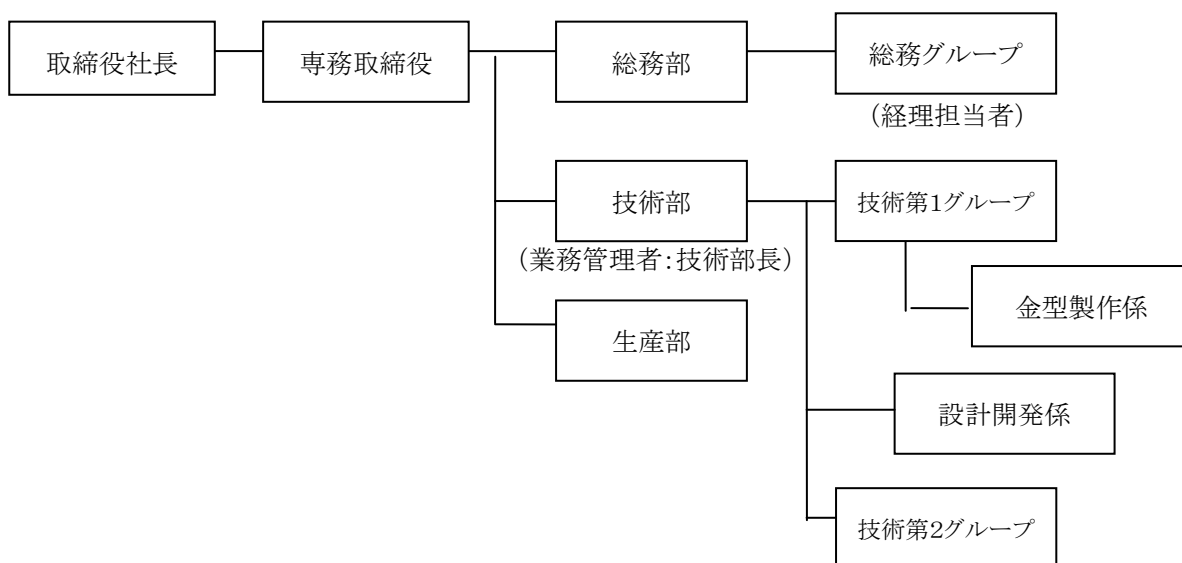 取締役社長
専務取締役
総務部
総務グループ
（経理担当者）
技術部
技術第1グループ
（業務管理者：技術部長）
金型製作係
生産部
設計開発係
技術第2グループ